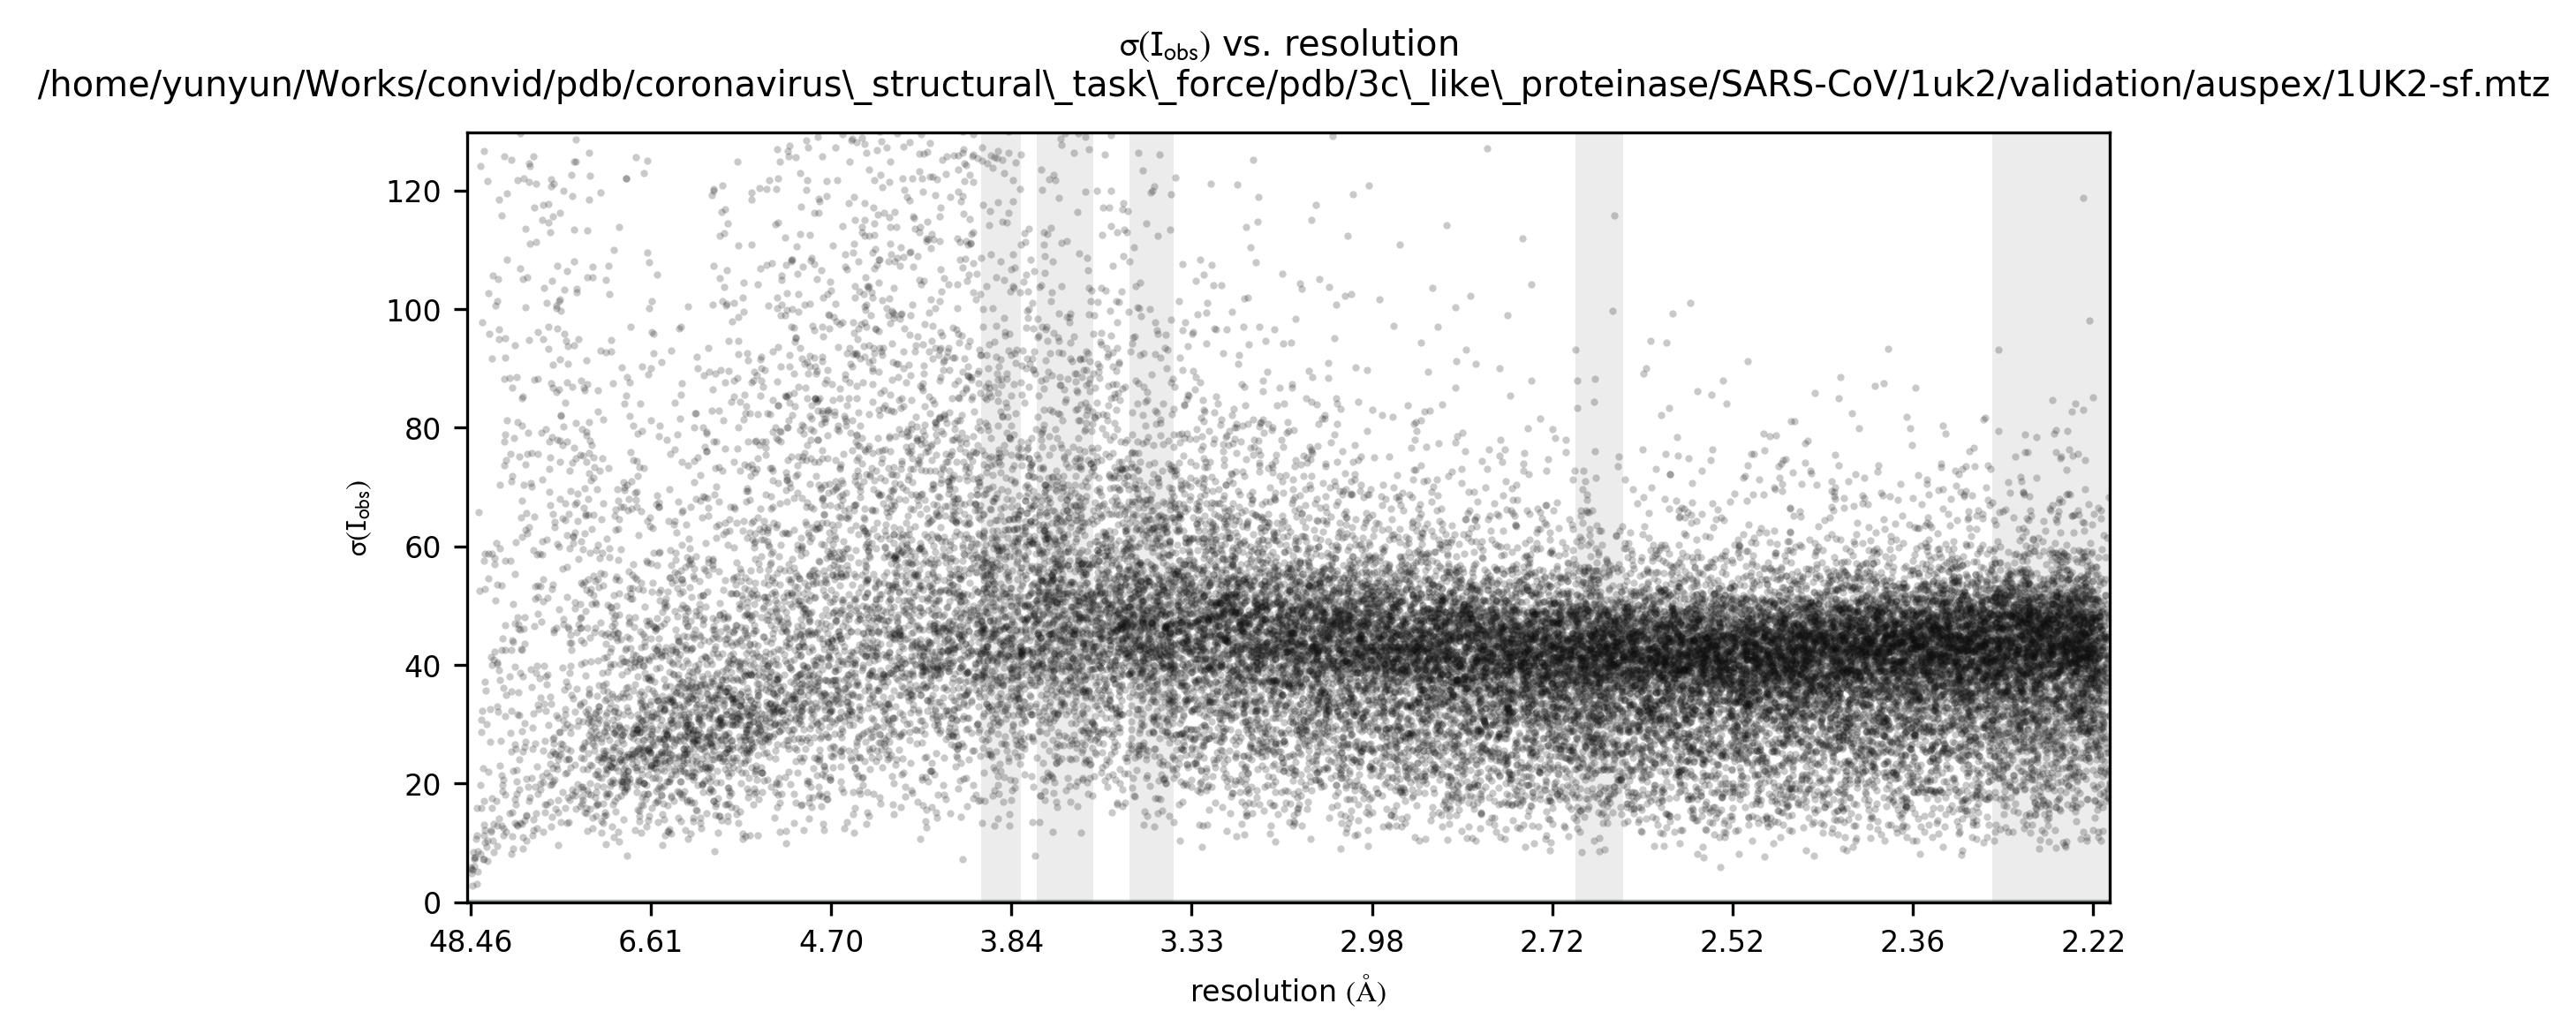 σ(I_obs) vs. resolution
/home/yunyun/Works/convid/pdb/coronavirus\_structural\_task\_force/pdb/3c\_like\_proteinase/SARS-CoV/1uk2/validation/auspex/1UK2-sf.mtz
120
100
80
60
40
20
0
σ(I_obs)
48.46 6.61 4.70 3.84 3.33 2.98 2.72 2.52 2.36 2.22
resolution (Å)